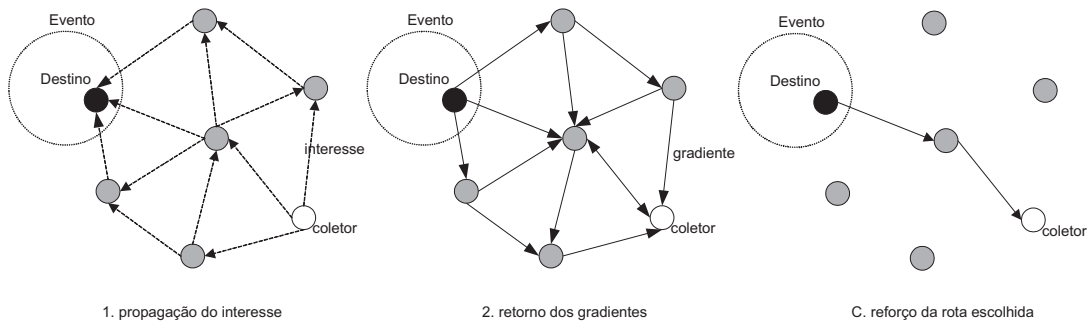 Evento
Destino
interesse
coletor
1. propagação do interesse
Evento
Destino
gradiente
coletor
2. retorno dos gradientes
Evento
Destino
coletor
C. reforço da rota escolhida